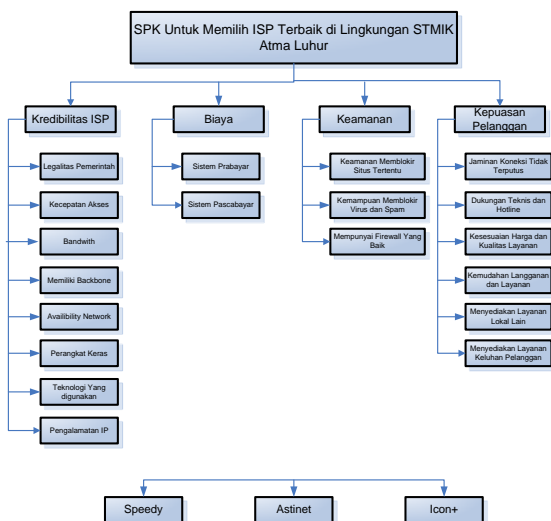 SPK Untuk Memilih ISP Terbaik di Lingkungan STMIK
Atma Luhur
Kredibilitas ISP
Legalitas Pemerintah
Kecepatan Akses
Bandwith
Memiliki Backbone
Availibility Network
Perangkat Keras
Teknologi Yang
digunakan
Pengalamatan IP
Biaya
Sistem Prabayar
Sistem Pascabayar
Keamanan
Keamanan Memblokir
Situs Tertentu
Kemampuan Memblokir
Virus dan Spam
Mempunyai Firewall Yang
Baik
Kepuasan
Pelanggan
Jaminan Koneksi Tidak
Terputus
Dukungan Teknis dan
Hotline
Kesesuaian Harga dan
Kualitas Layanan
Kemudahan Langganan
dan Layanan
Menyediakan Layanan
Lokal Lain
Menyediakan Layanan
Keluhan Pelanggan
Speedy
Astinet
Icon+